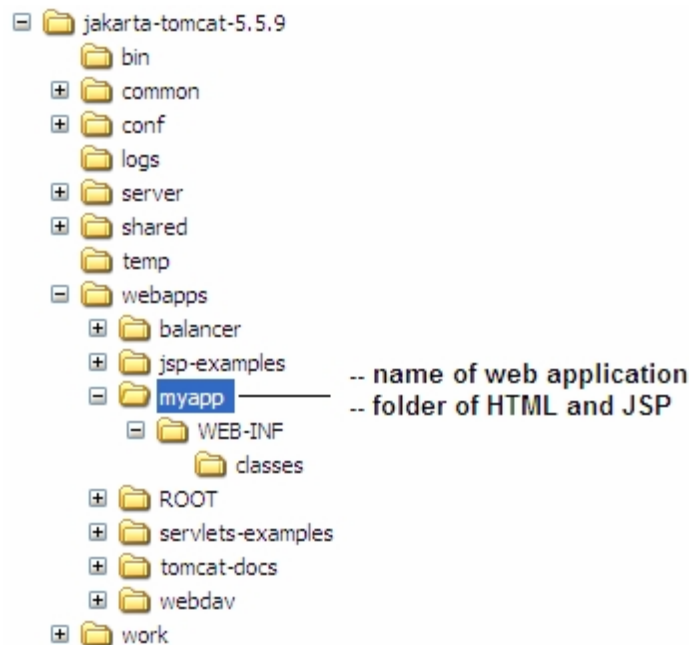 jakarta-tomcat-5.5.9
bin
common
conf
logs
server
shared
temp
webapps
balancer
jsp-examples
myapp
-- name of web application
-- folder of HTML and JSP
WEB-INF
classes
ROOT
servlets-examples
tomcat-docs
webdav
work